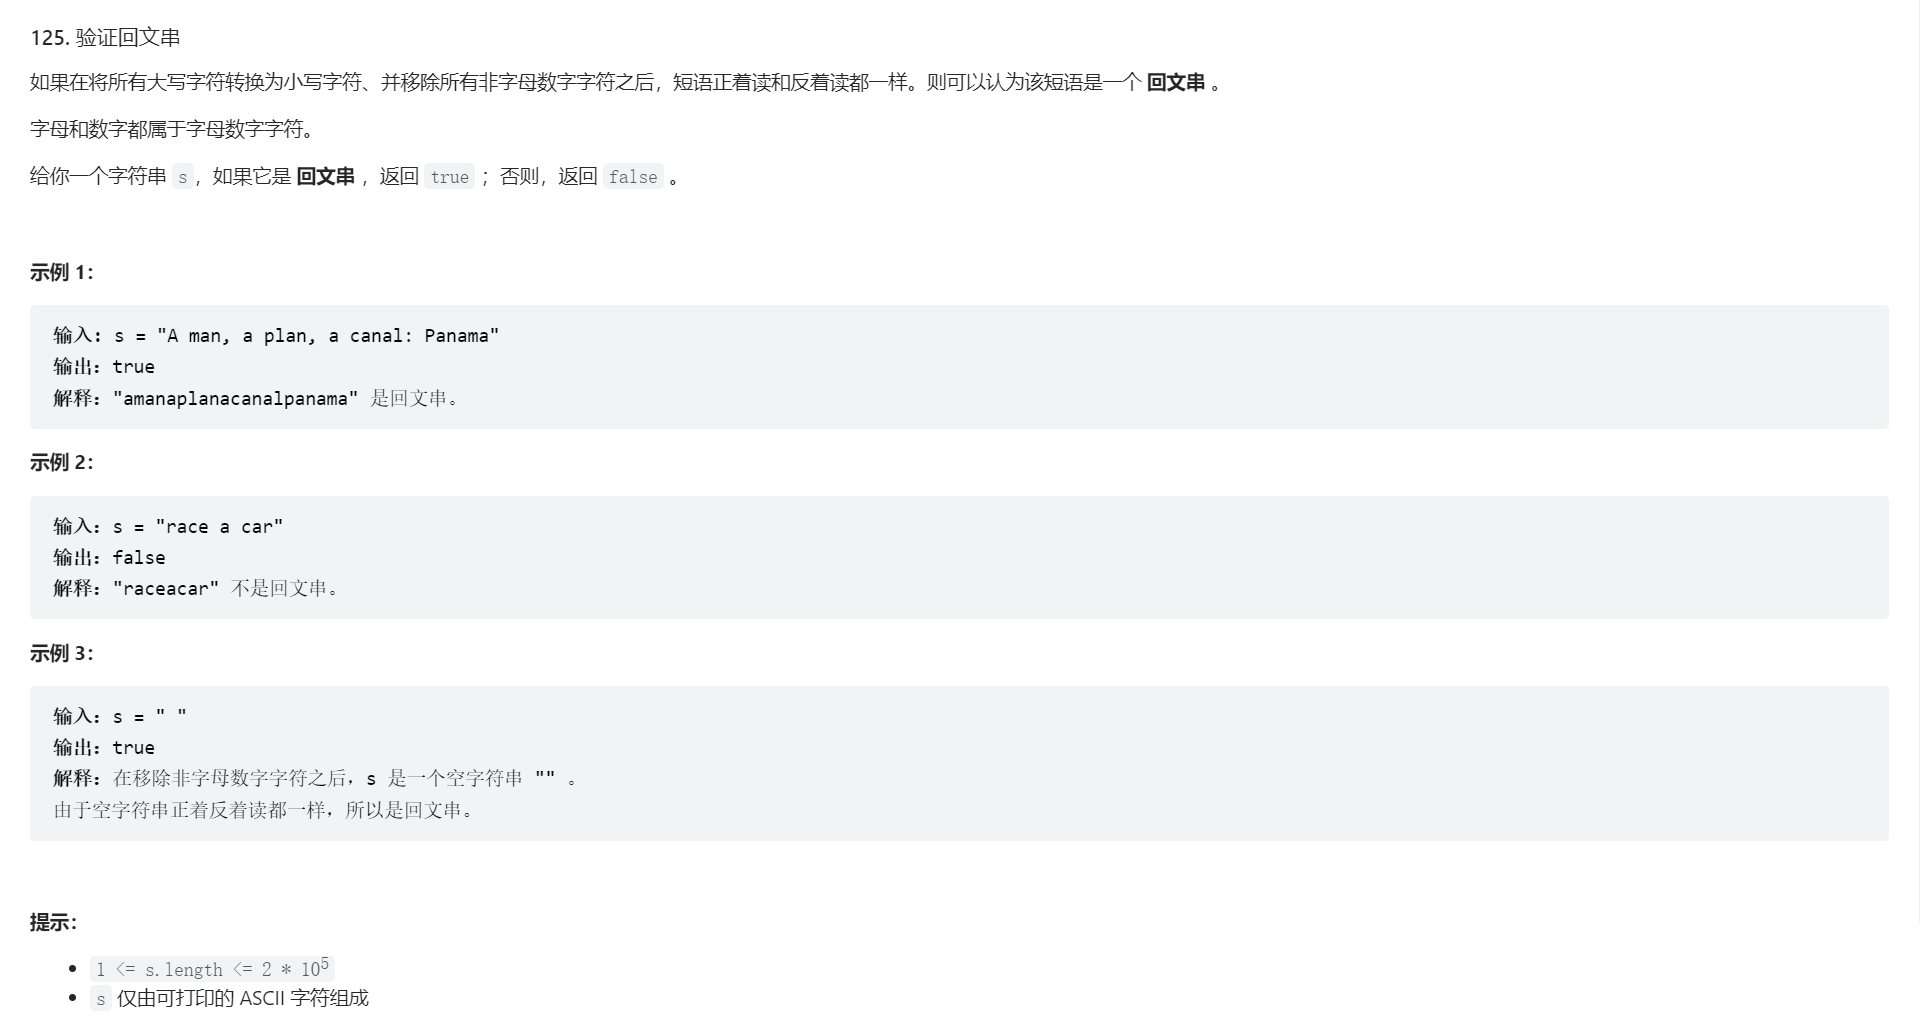 125. 验证回文串
如果在将所有大写字符转换为小写字符、并移除所有非字母数字字符之后，短语正着读和反着读都一样。则可以认为该短语是一个 回文串 。
字母和数字都属于字母数字字符。
给你一个字符串 s，如果它是 回文串 ，返回 true ；否则，返回 false 。
示例 1：
输入: s = "A man, a plan, a canal: Panama"
输出：true
解释："amanaplanacanalpanama" 是回文串。
示例 2：
输入：s = "race a car"
输出：false
解释："raceacar" 不是回文串。
示例 3：
输入：s = " "
输出：true
解释：在移除非字母数字字符之后，s 是一个空字符串 "" 。
由于空字符串正着反着读都一样，所以是回文串。
提示：
• 1 <= s.length <= 2 * 10⁵
• s 仅由可打印的 ASCII 字符组成